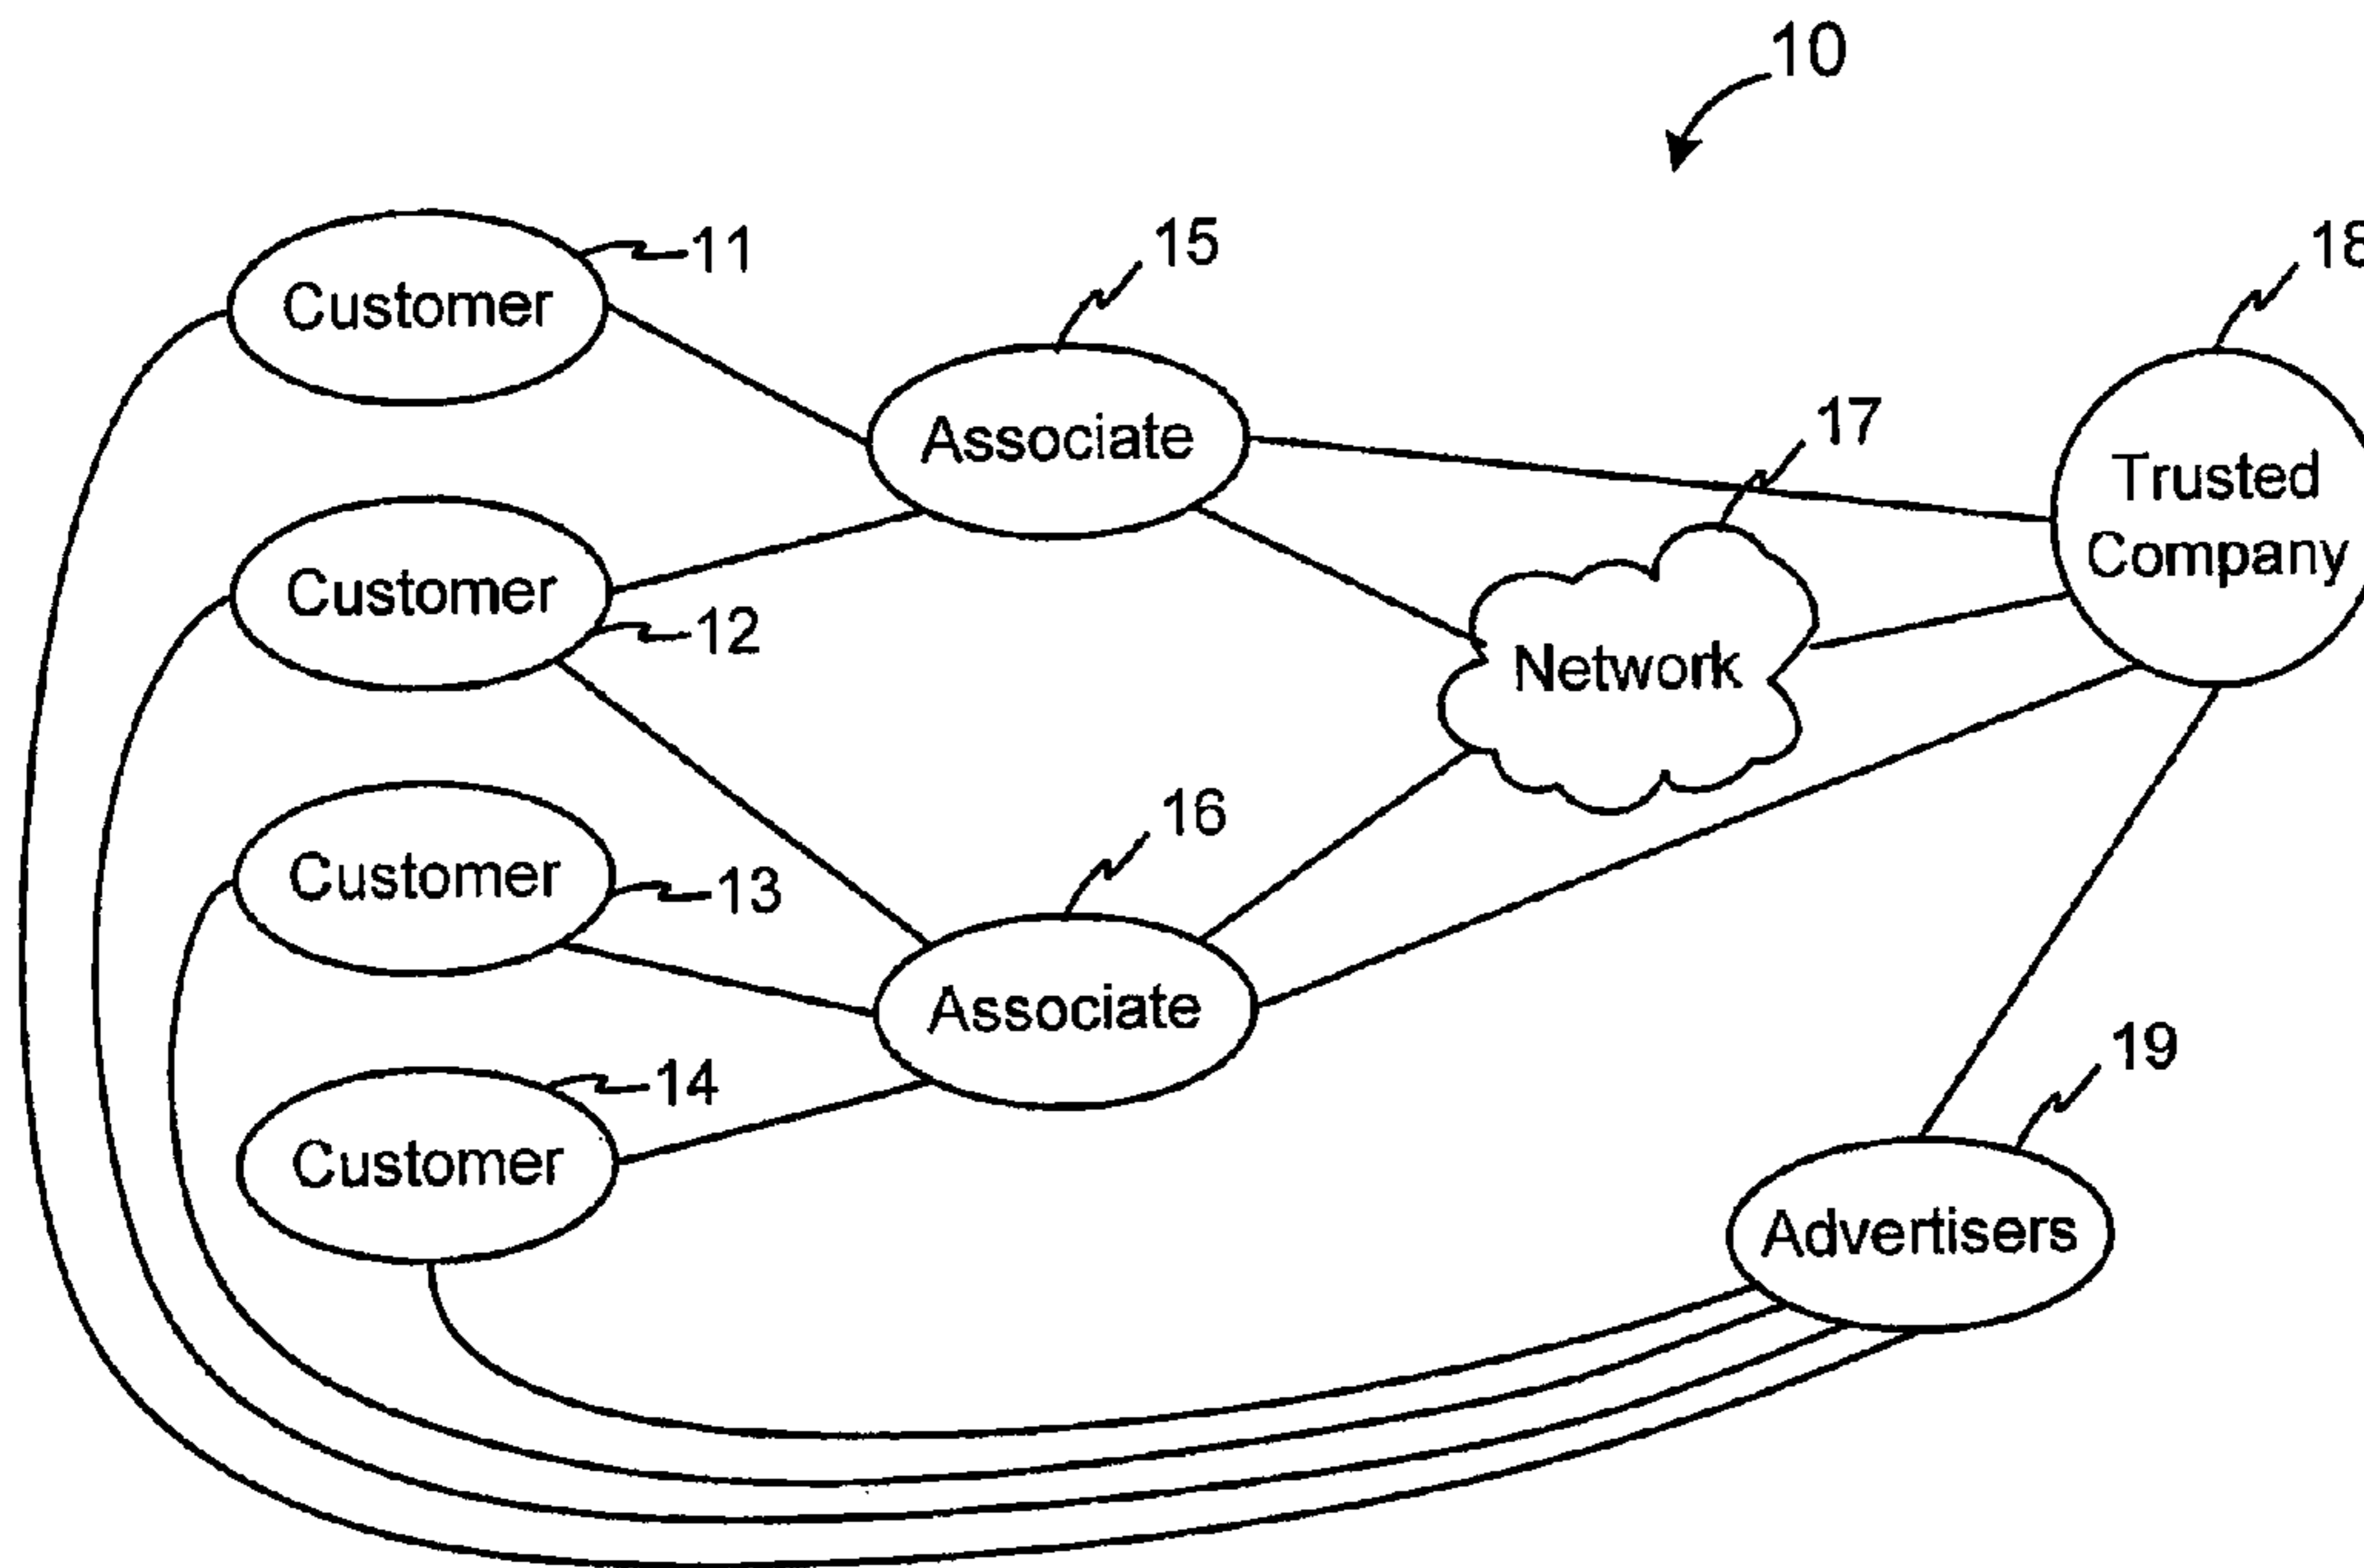 10
11
15
18
Customer
17
Associate
Trusted
Company
Customer
12
Network
16
13
Customer
Associate
19
14
Customer
Advertisers